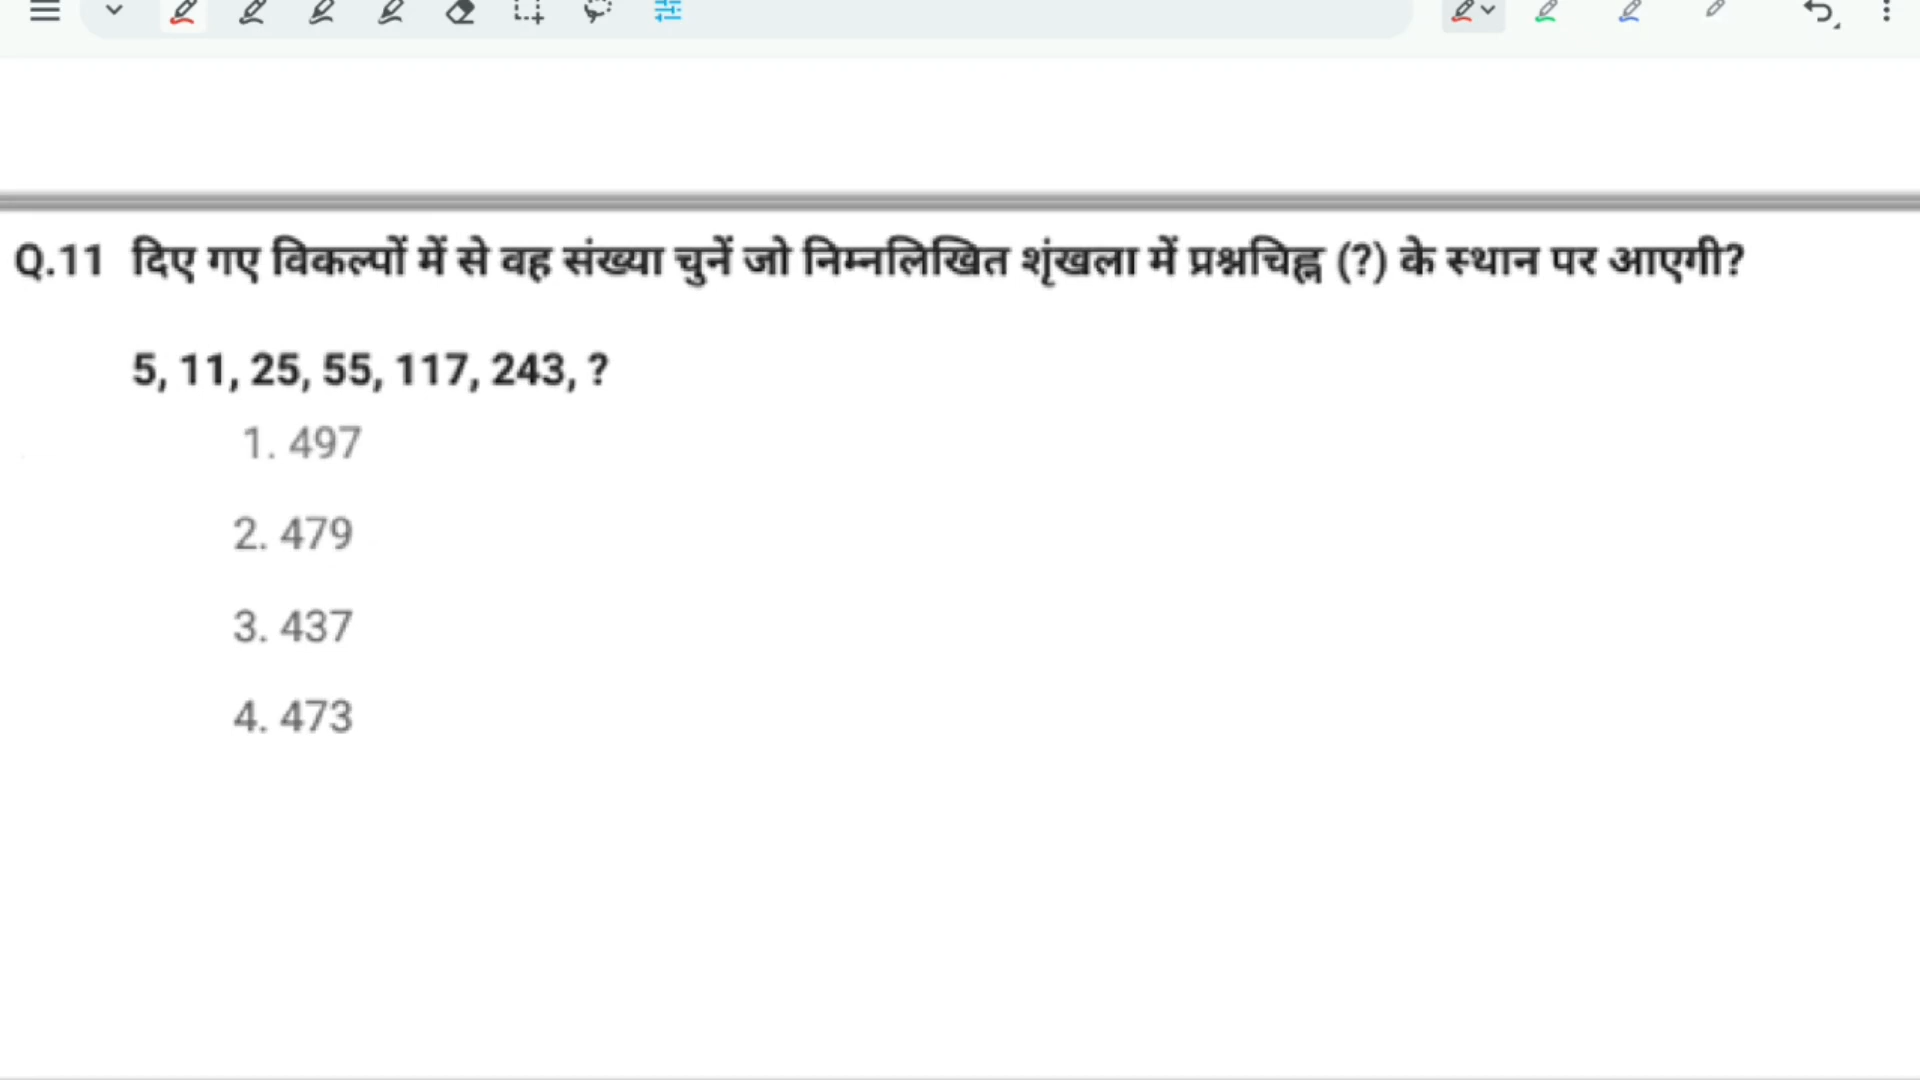 Q.11 दिए गए विकल्पों में से वह संख्या चुनें जो निम्नलिखित शृंखला में प्रश्नचिह्न (?) के स्थान पर आएगी?
5, 11, 25, 55, 117, 243, ?
1. 497
2. 479
3. 437
4. 473